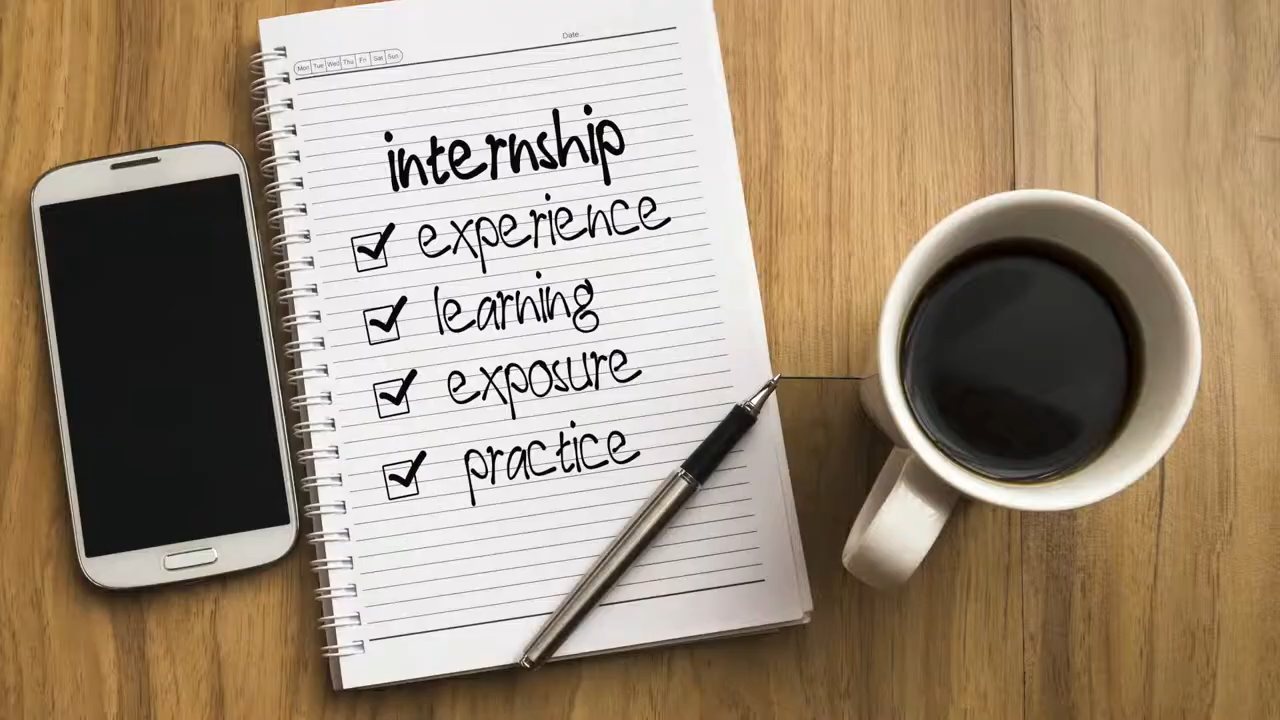 Date.
Mon Tue Wed Thu Fri Sat Sun
internship
experience
learning
exposure
practice